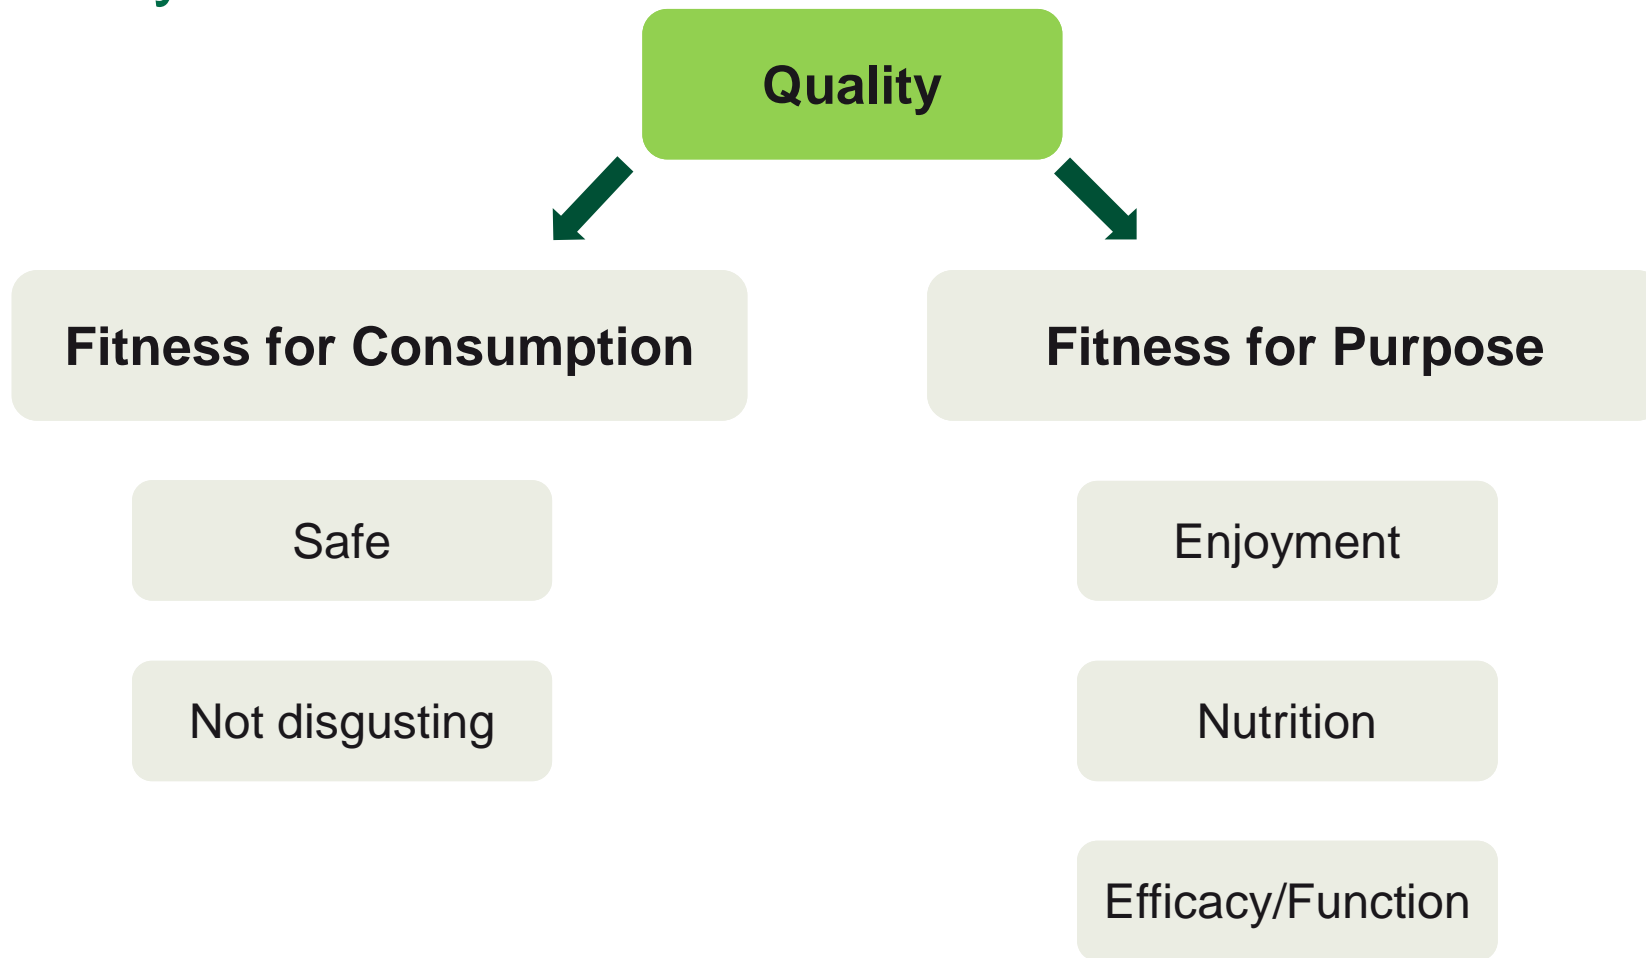 Quality
Fitness for Consumption
Fitness for Purpose
Safe
Enjoyment
Not disgusting
Nutrition
Efficacy/Function